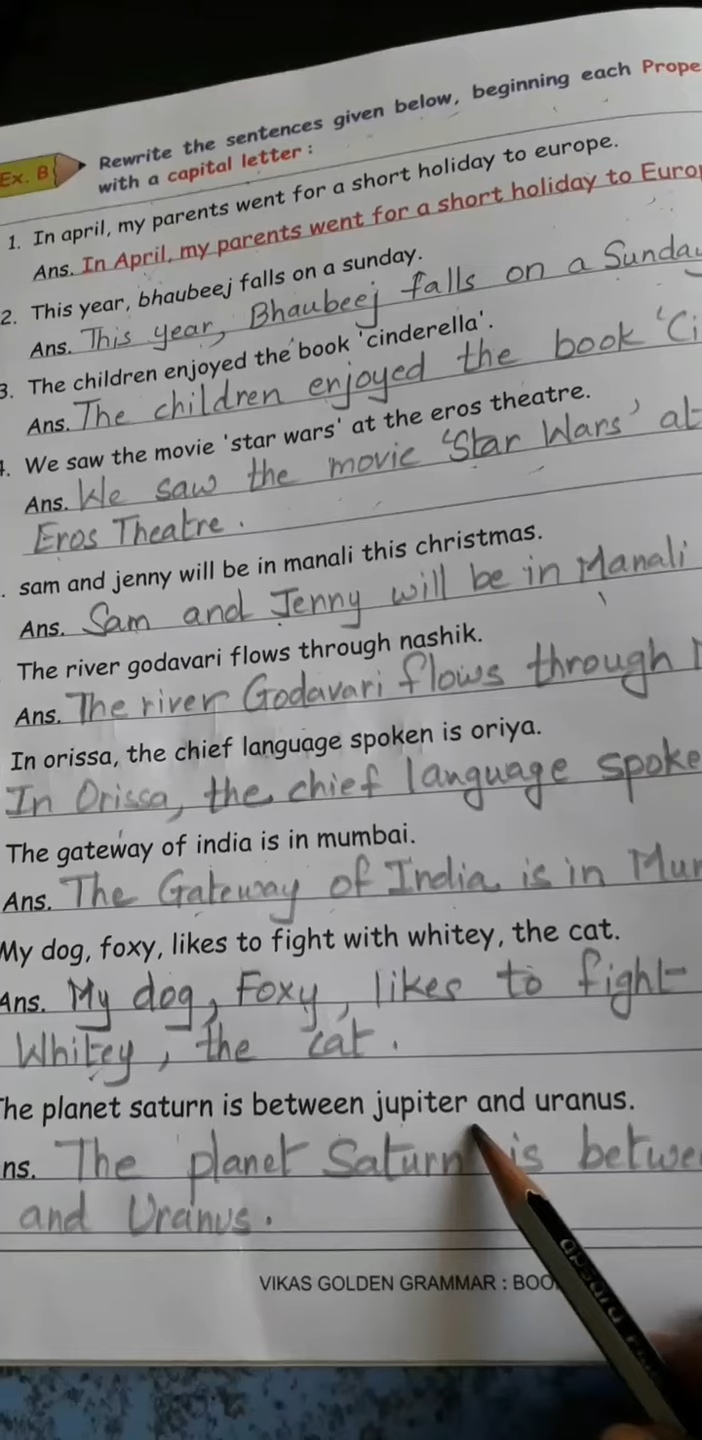 Ex. B
Rewrite the sentences given below, beginning each Prope
with a capital letter :
1. In april, my parents went for a short holiday to europe.
Ans. In April, my parents went for a short holiday to Euro
2. This year, bhaubeej falls on a sunday.
Ans. This year, Bhaubeej falls on a Sunday
3. The children enjoyed the book 'cinderella'.
Ans. The children enjoyed the book 'Ci
4. We saw the movie 'star wars' at the eros theatre.
Ans. We saw the movie 'Star Wars' at
Eros Theatre.
. sam and jenny will be in manali this christmas.
Ans. Sam and Jenny will be in Manali
The river godavari flows through nashik.
Ans. The river Godavari flows through N
In orissa, the chief language spoken is oriya.
In Orissa, the chief language spoke
The gateway of india is in mumbai.
Ans. The Gateway of India is in Mum
My dog, foxy, likes to fight with whitey, the cat.
Ans. My dog, Foxy, likes to fight
Whitey, the cat.
The planet saturn is between jupiter and uranus.
ns. The planet Saturn is betwe
and Uranus.
VIKAS GOLDEN GRAMMAR : BOO